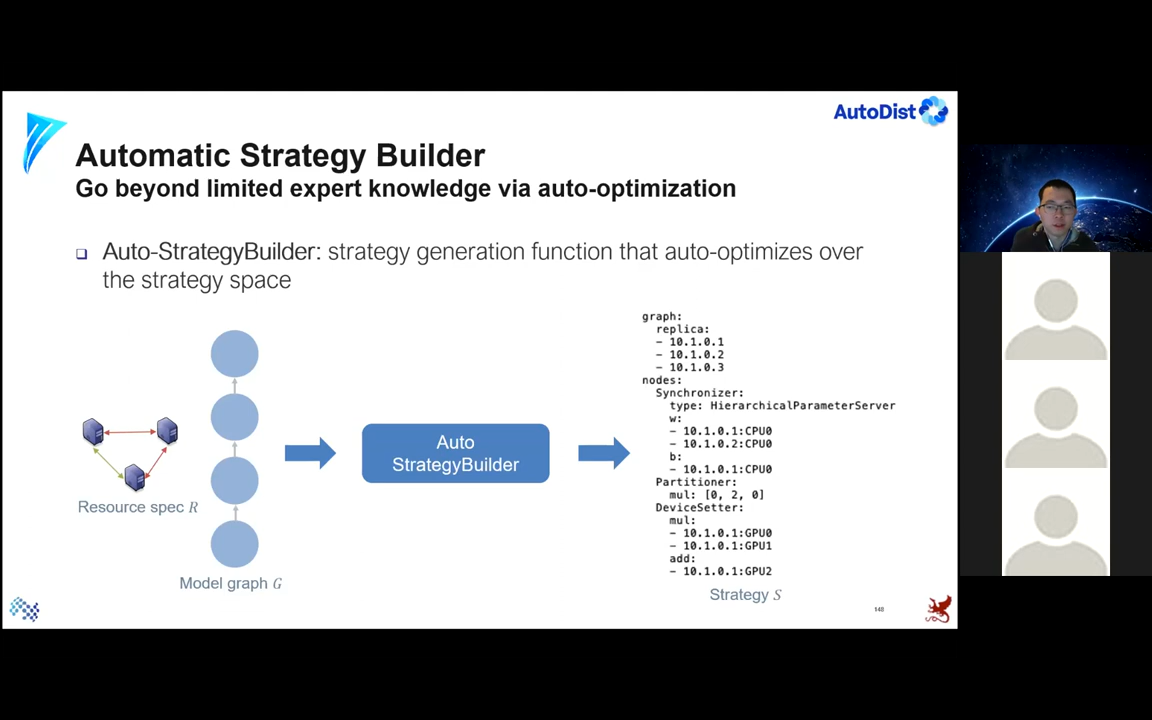 AutoDist
Automatic Strategy Builder
Go beyond limited expert knowledge via auto-optimization
Auto-StrategyBuilder: strategy generation function that auto-optimizes over
the strategy space
Resource spec R
Model graph G
Auto
StrategyBuilder
graph:
replica:
- 10.1.0.1
- 10.1.0.2
- 10.1.0.3
nodes:
Synchronizer:
type: HierarchicalParameterServer
w:
- 10.1.0.1:CPU0
- 10.1.0.2:CPU0
b:
- 10.1.0.1:CPU0
Partitioner:
mul: [0, 2, 0]
DeviceSetter:
mul:
- 10.1.0.1:GPU0
- 10.1.0.1:GPU1
add:
- 10.1.0.1:GPU2
Strategy S